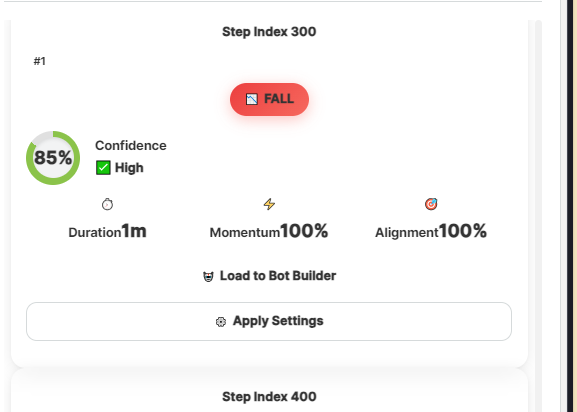 Step Index 300
#1
FALL
85%
Confidence
High
Duration1m
Momentum100%
Alignment100%
Load to Bot Builder
Apply Settings
Step Index 400